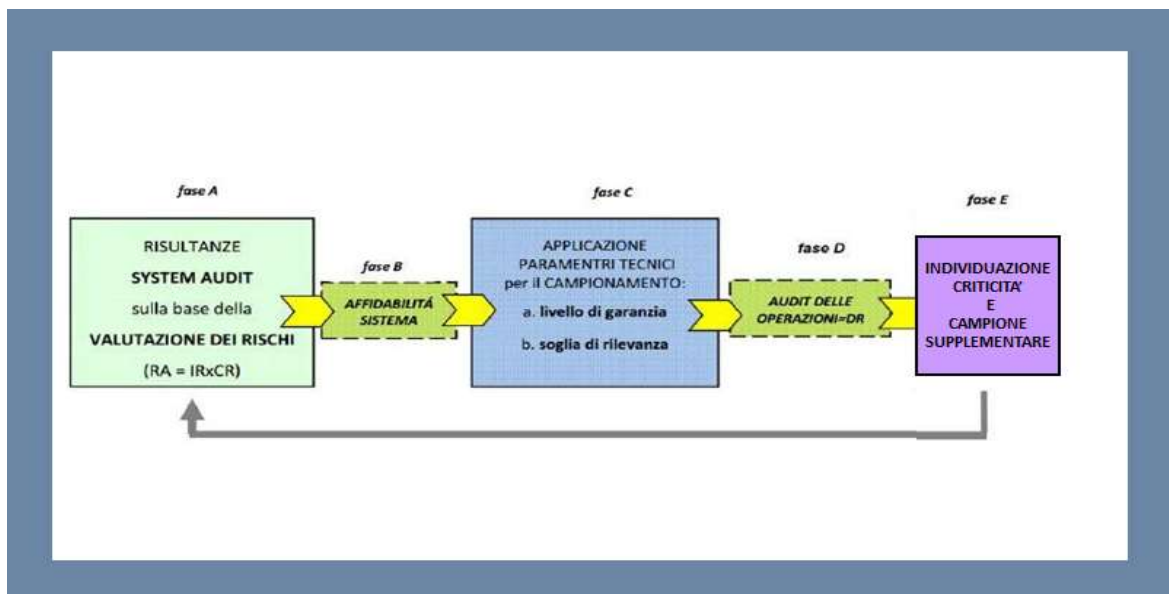 fase A
RISULTANZE
SYSTEM AUDIT
sulla base della
VALUTAZIONE DEI RISCHI
(RA = IRxCR)
fase B
AFFIDABILITÁ
SISTEMA
fase C
APPLICAZIONE
PARAMENTRI TECNICI
per il CAMPIONAMENTO:
a. livello di garanzia
b. soglia di rilevanza
fase D
AUDIT DELLE
OPERAZIONI=DR
fase E
INDIVIDUAZIONE
CRITICITA'
E
CAMPIONE
SUPPLEMENTARE